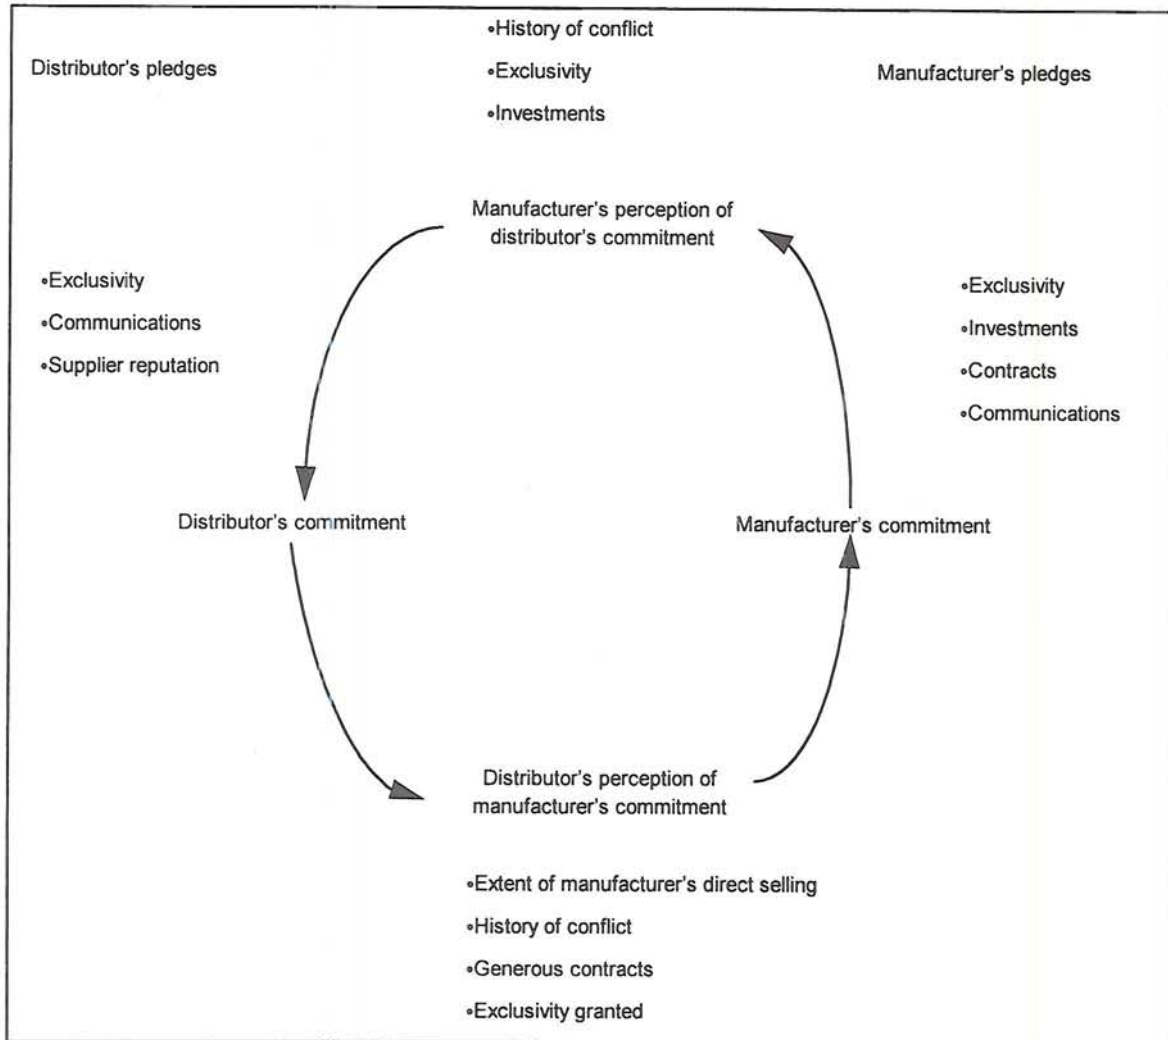 •History of conflict
Distributor's pledges
•Exclusivity
Manufacturer's pledges
•Investments
Manufacturer's perception of
distributor's commitment
•Exclusivity
•Communications
•Supplier reputation
•Exclusivity
•Investments
•Contracts
•Communications
Distributor's commitment
Manufacturer's commitment
Distributor's perception of
manufacturer's commitment
•Extent of manufacturer's direct selling
•History of conflict
•Generous contracts
•Exclusivity granted